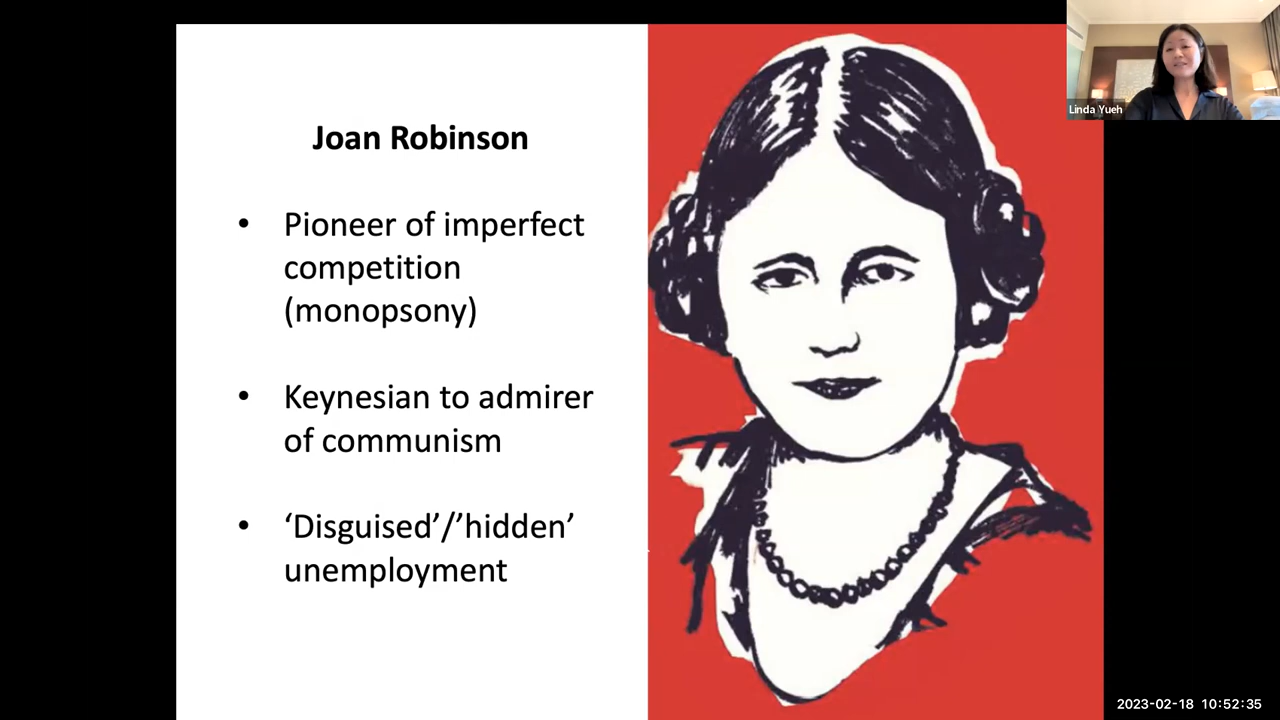 Joan Robinson
• Pioneer of imperfect
competition
(monopsony)
• Keynesian to admirer
of communism
• ‘Disguised’/’hidden’
unemployment
Linda Yueh
2023-02-18 10:52:35